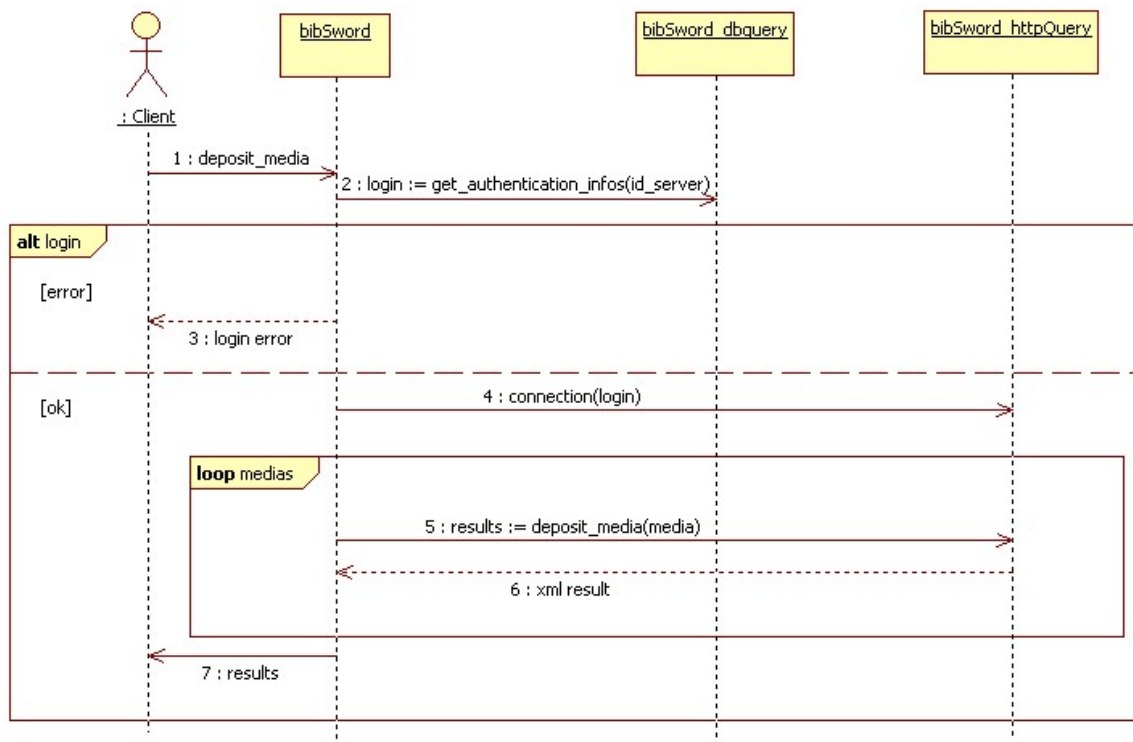 bibSword
bibSword_dbquery
bibSword_httpQuery
: Client
1 : deposit_media
2 : login := get_authentication_infos(id_server)
alt login
[error]
3 : login error
[ok]
4 : connection(login)
loop medias
5 : results := deposit_media(media)
6 : xml result
7 : results